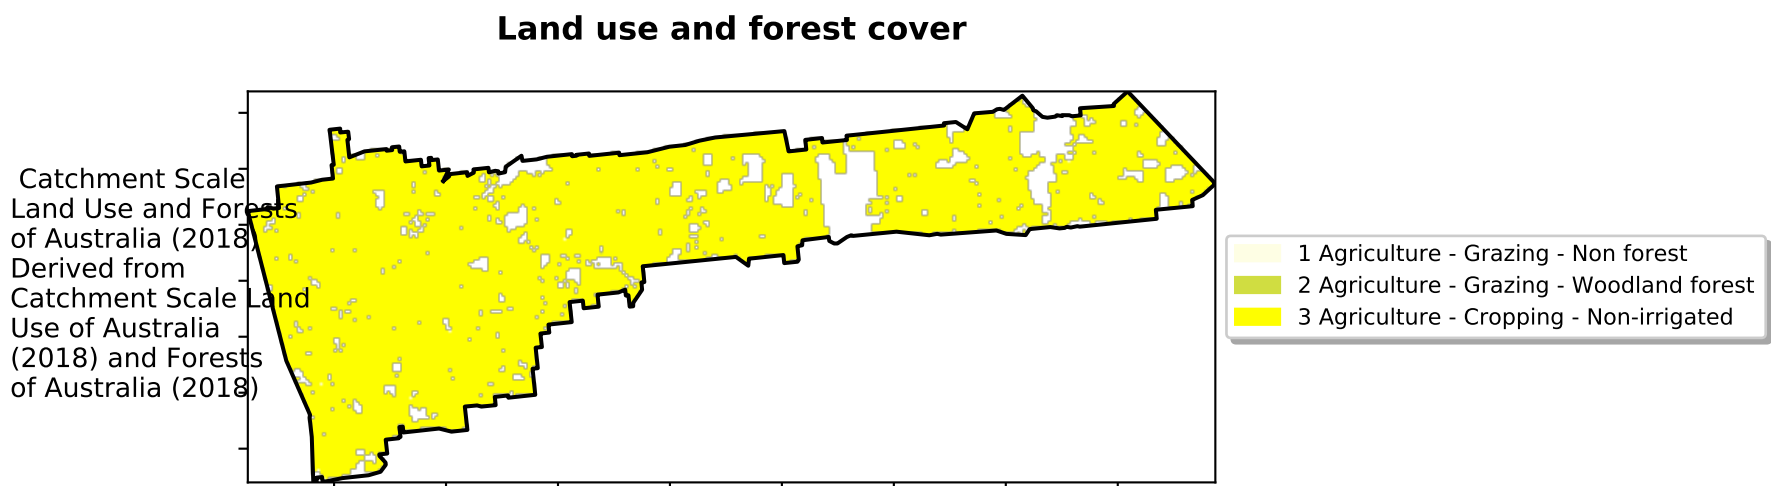 Land use and forest cover
Catchment Scale
Land Use and Forests
of Australia (2018)
Derived from
Catchment Scale Land
Use of Australia
(2018) and Forests
of Australia (2018)
1 Agriculture - Grazing - Non forest
2 Agriculture - Grazing - Woodland forest
3 Agriculture - Cropping - Non-irrigated